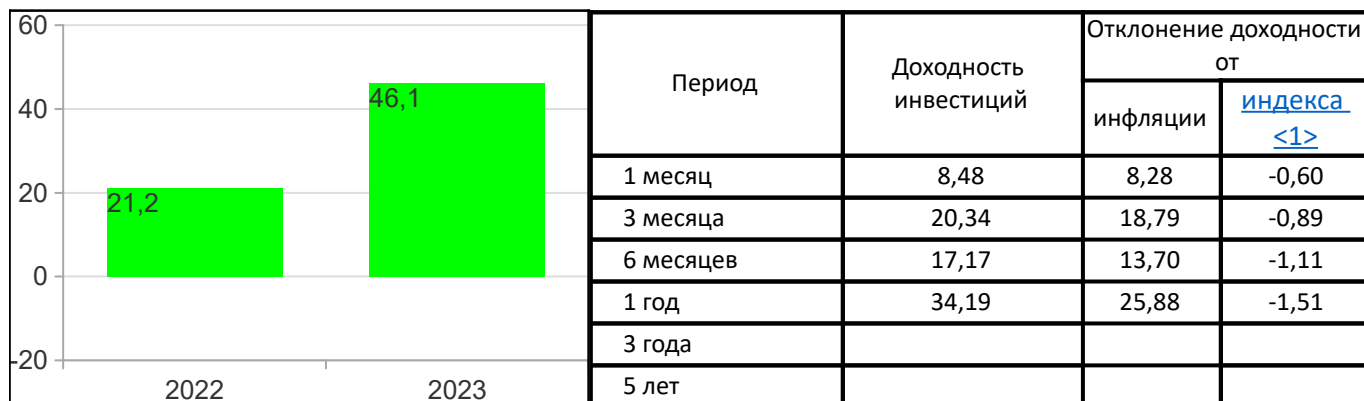 60
40
20
0
-20
21,2
46,1
2022 2023
Период
Доходность
инвестиций
Отклонение доходности
от
инфляции
индекса
<1>
1 месяц 8,48 8,28 -0,60
3 месяца 20,34 18,79 -0,89
6 месяцев 17,17 13,70 -1,11
1 год 34,19 25,88 -1,51
3 года
5 лет